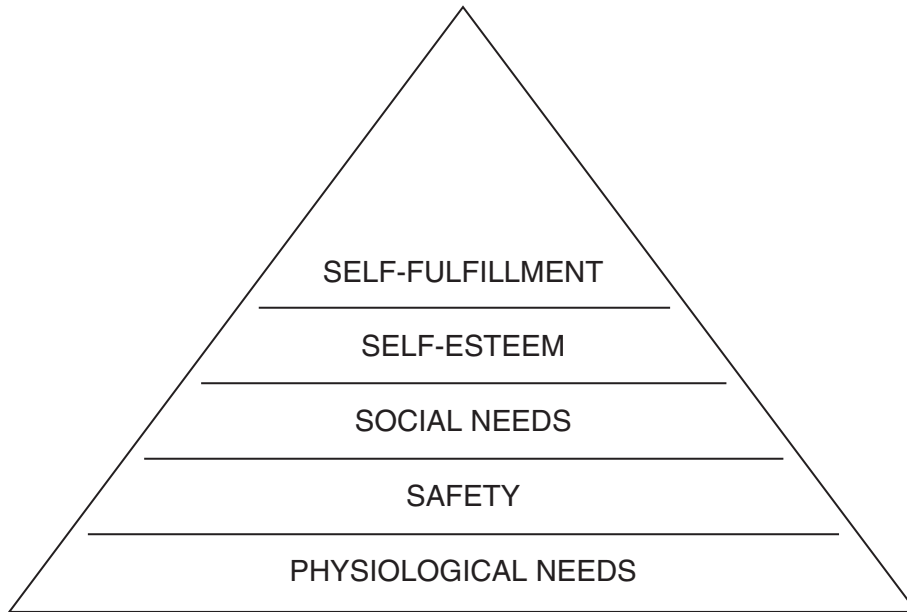 SELF-FULFILLMENT
SELF-ESTEEM
SOCIAL NEEDS
SAFETY
PHYSIOLOGICAL NEEDS